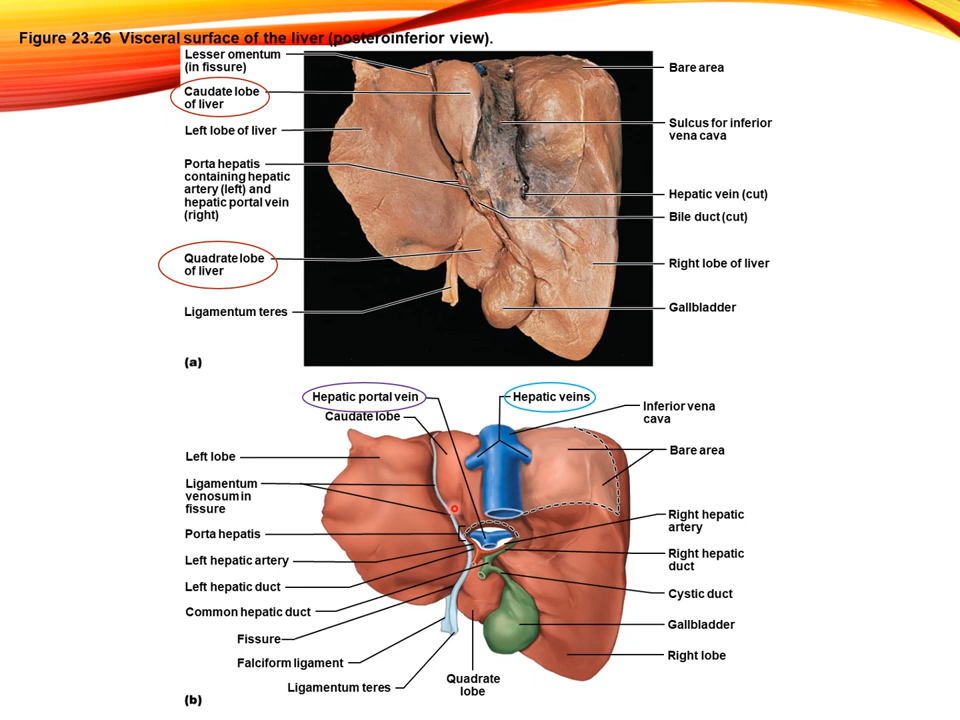 Figure 23.26 Visceral surface of the liver (posteroinferior view).
Lesser omentum
(in fissure)
Caudate lobe
of liver
Left lobe of liver
Porta hepatis
containing hepatic
artery (left) and
hepatic portal vein
(right)
Quadrate lobe
of liver
Ligamentum teres
(a)
Bare area
Sulcus for inferior
vena cava
Hepatic vein (cut)
Bile duct (cut)
Right lobe of liver
Gallbladder
Hepatic portal vein
Hepatic veins
Caudate lobe
Inferior vena
cava
Left lobe
Bare area
Ligamentum
venosum in
fissure
Porta hepatis
Left hepatic artery
Left hepatic duct
Common hepatic duct
Fissure
Falciform ligament
Ligamentum teres
Quadrate
lobe
Right hepatic
artery
Right hepatic
duct
Cystic duct
Gallbladder
Right lobe
(b)